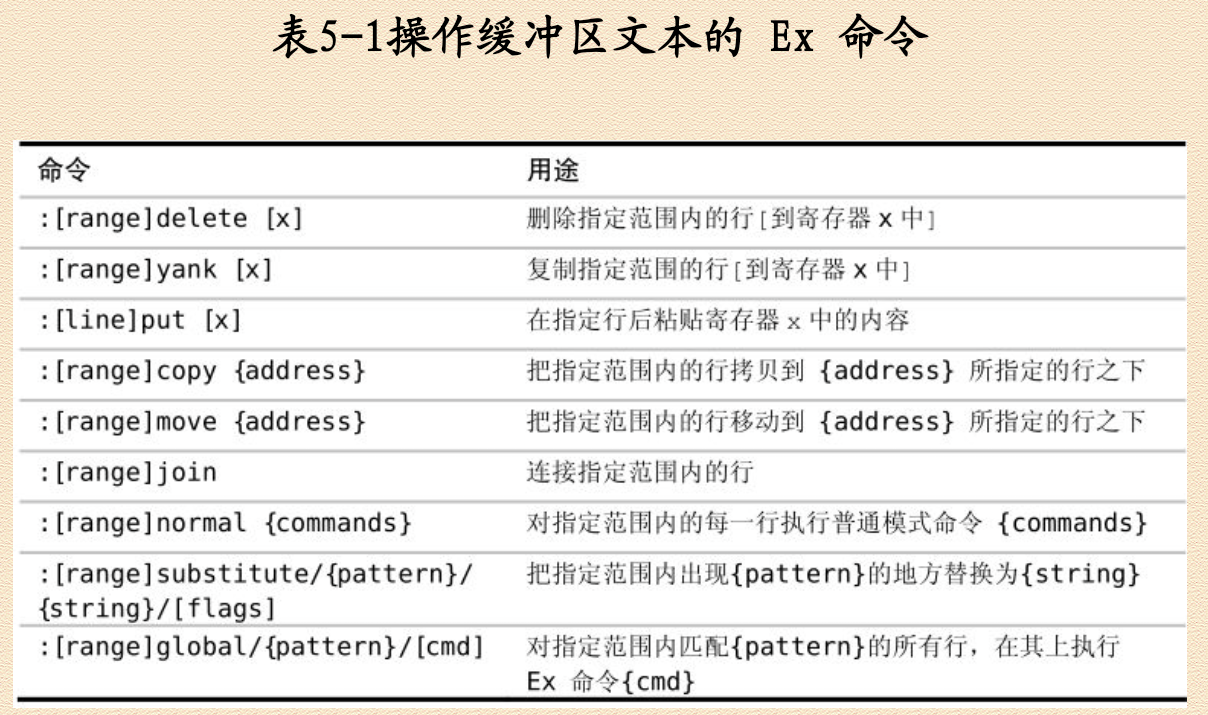 表5-1操作缓冲区文本的 Ex 命令
命令 用途
:[range]delete [x] 删除指定范围内的行[到寄存器 x 中]
:[range]yank [x] 复制指定范围的行[到寄存器 x 中]
:[line]put [x] 在指定行后粘贴寄存器 x 中的内容
:[range]copy {address} 把指定范围内的行拷贝到 {address} 所指定的行之下
:[range]move {address} 把指定范围内的行移动到 {address} 所指定的行之下
:[range]join 连接指定范围内的行
:[range]normal {commands} 对指定范围内的每一行执行普通模式命令 {commands}
:[range]substitute/{pattern}/ 把指定范围内出现{pattern}的地方替换为{string}
{string}/[flags]
:[range]global/{pattern}/[cmd] 对指定范围内匹配{pattern}的所有行，在其上执行
Ex 命令{cmd}